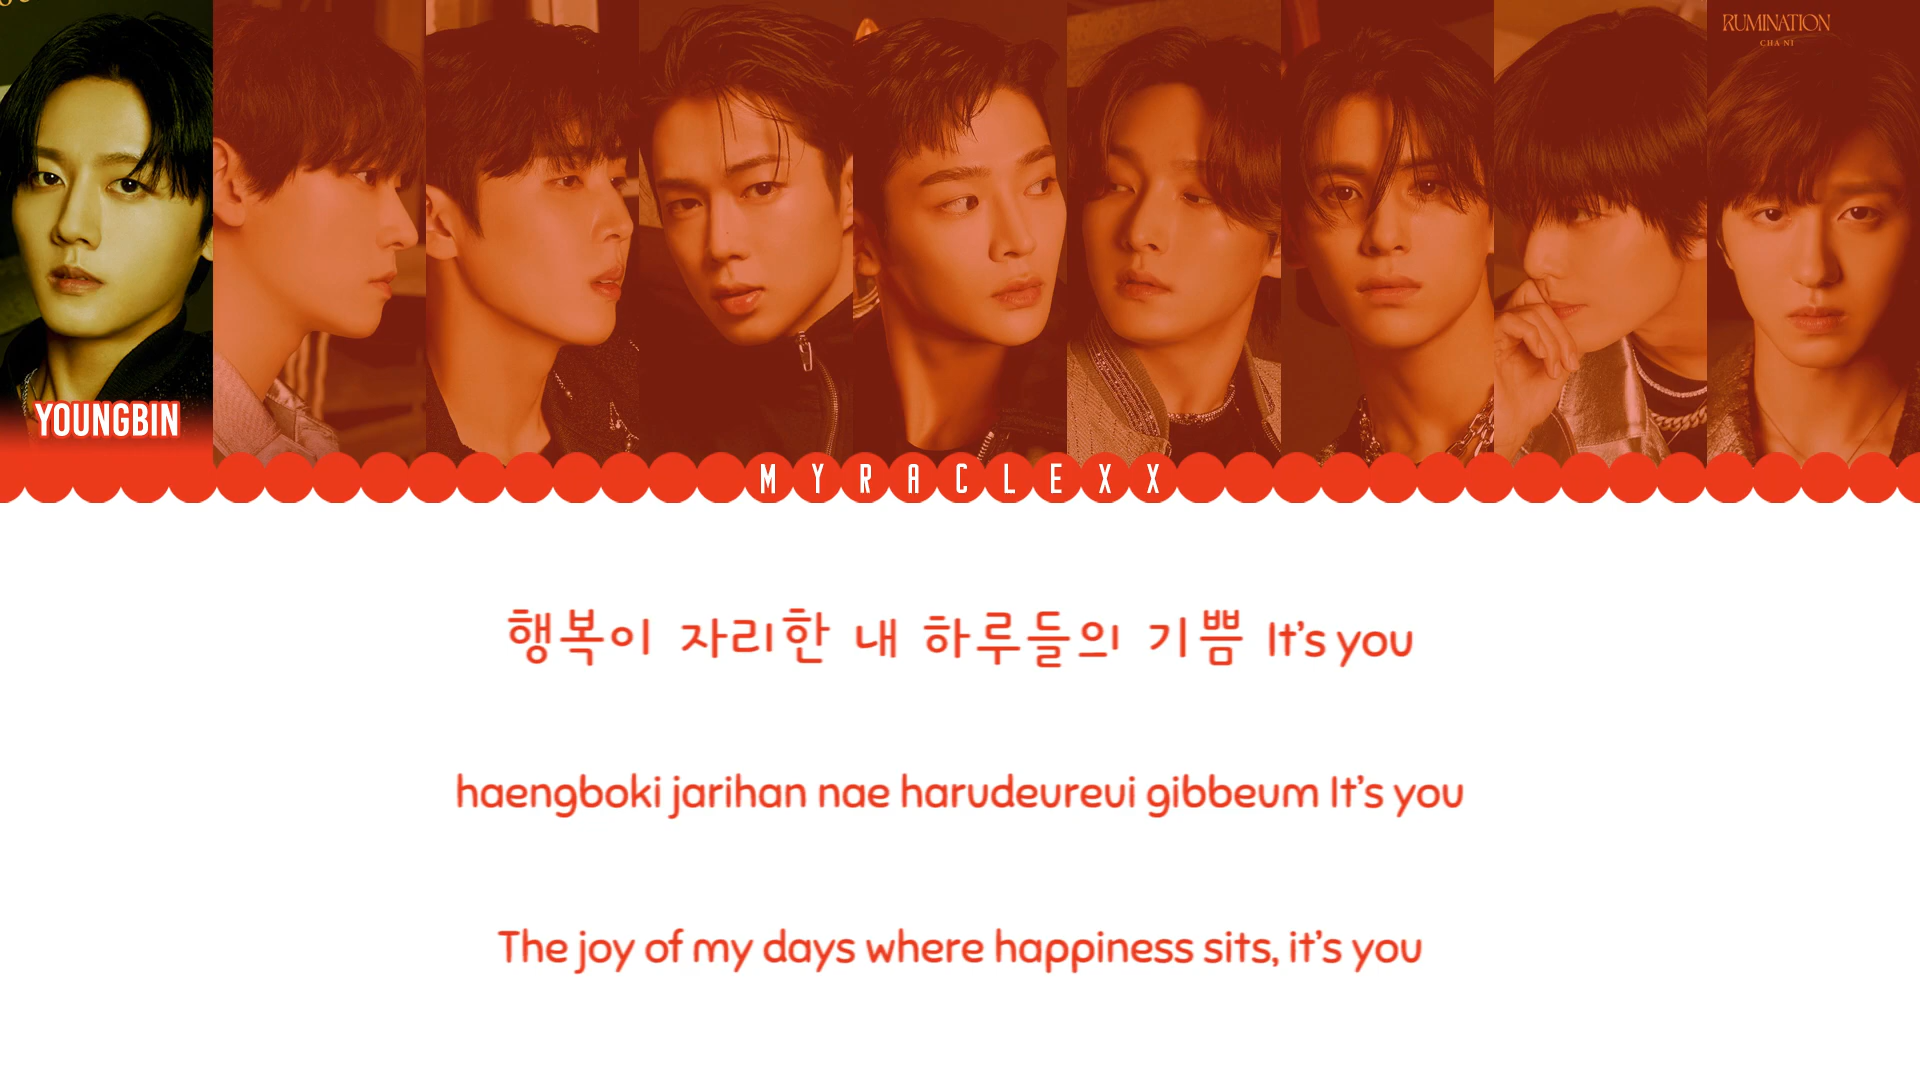 RUMINATION
CHA NI
YOUNGBIN
MYRACLEXX
행복이 자리한 내 하루들의 기쁨 It's you
haengboki jarihan nae harudeureui gibbeum It's you
The joy of my days where happiness sits, it's you